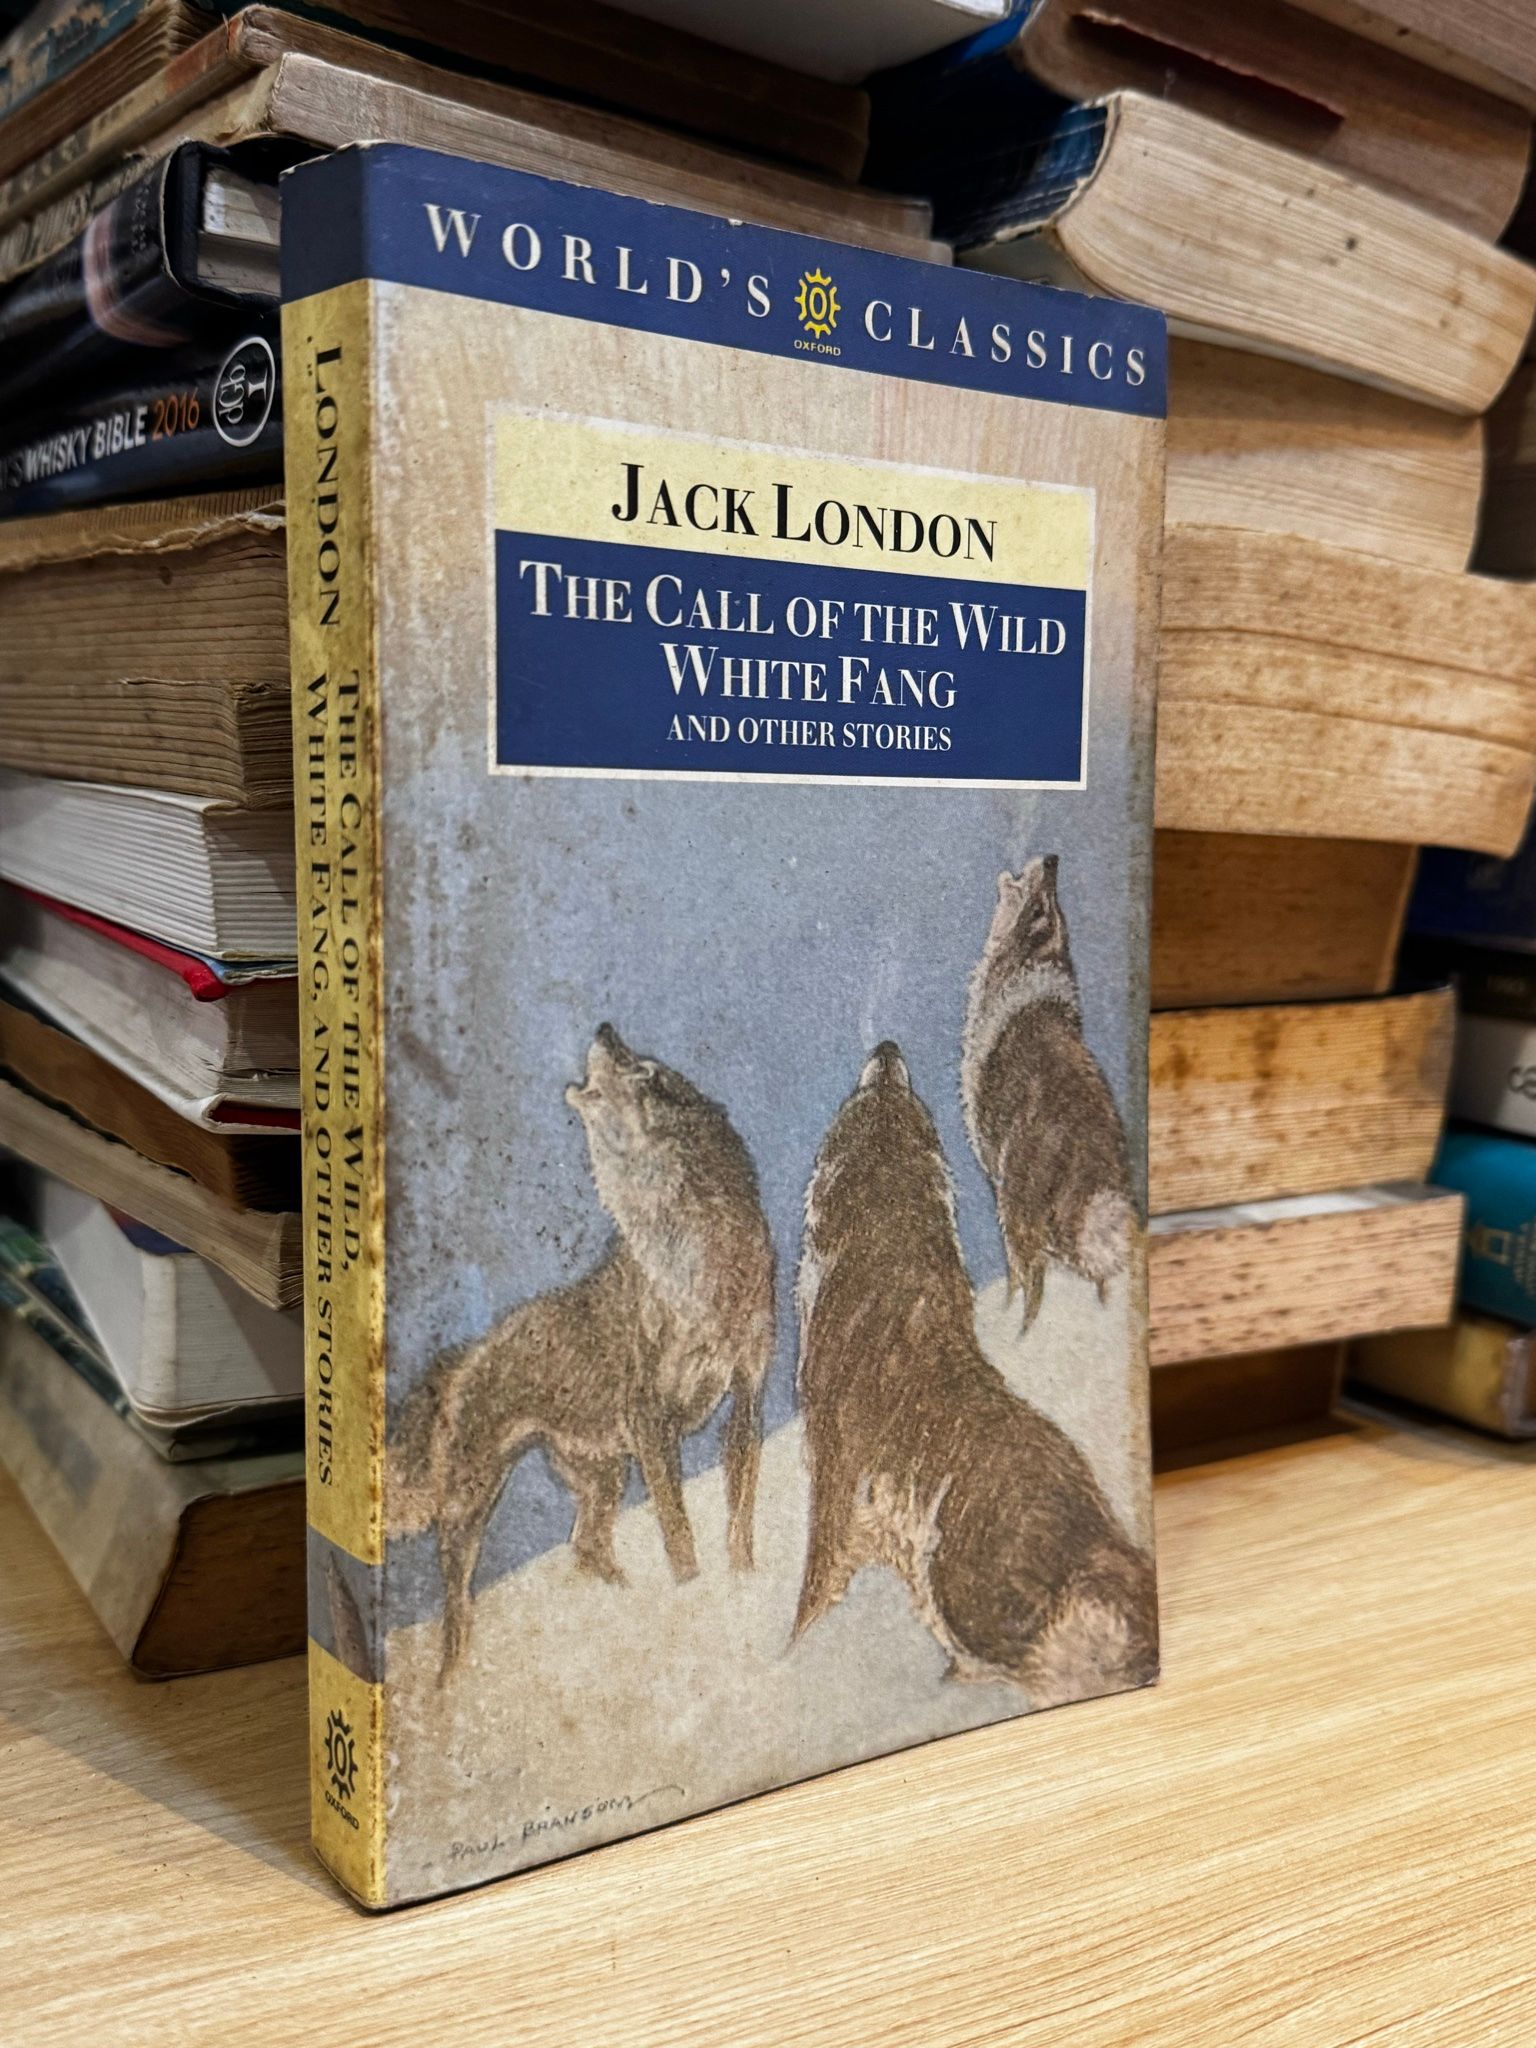 WORLD'S CLASSICS
OXFORD
JACK LONDON
THE CALL OF THE WILD
WHITE FANG
AND OTHER STORIES
PAUL BRANSOM
LONDON
THE CALL OF THE WILD,
WHITE FANG, AND OTHER STORIES
OXFORD
WHISKY BIBLE 2016